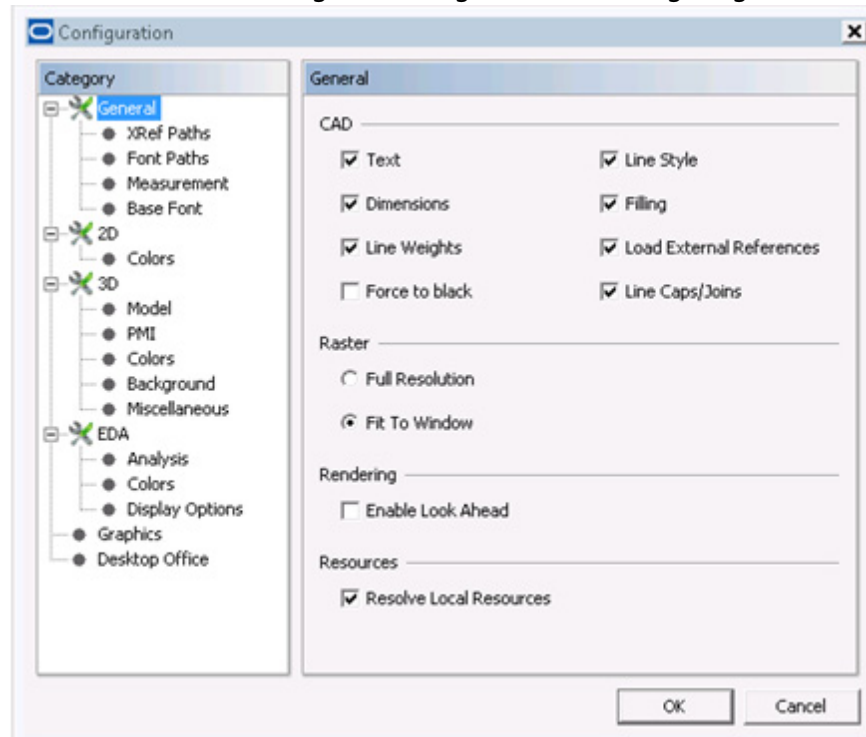 Configuration
Category
General
XRef Paths
Font Paths
Measurement
Base Font
2D
Colors
3D
Model
PMI
Colors
Background
Miscellaneous
EDA
Analysis
Colors
Display Options
Graphics
Desktop Office
General
CAD
Text
Line Style
Dimensions
Filling
Line Weights
Load External References
Force to black
Line Caps/Joins
Raster
Full Resolution
Fit To Window
Rendering
Enable Look Ahead
Resources
Resolve Local Resources
OK
Cancel